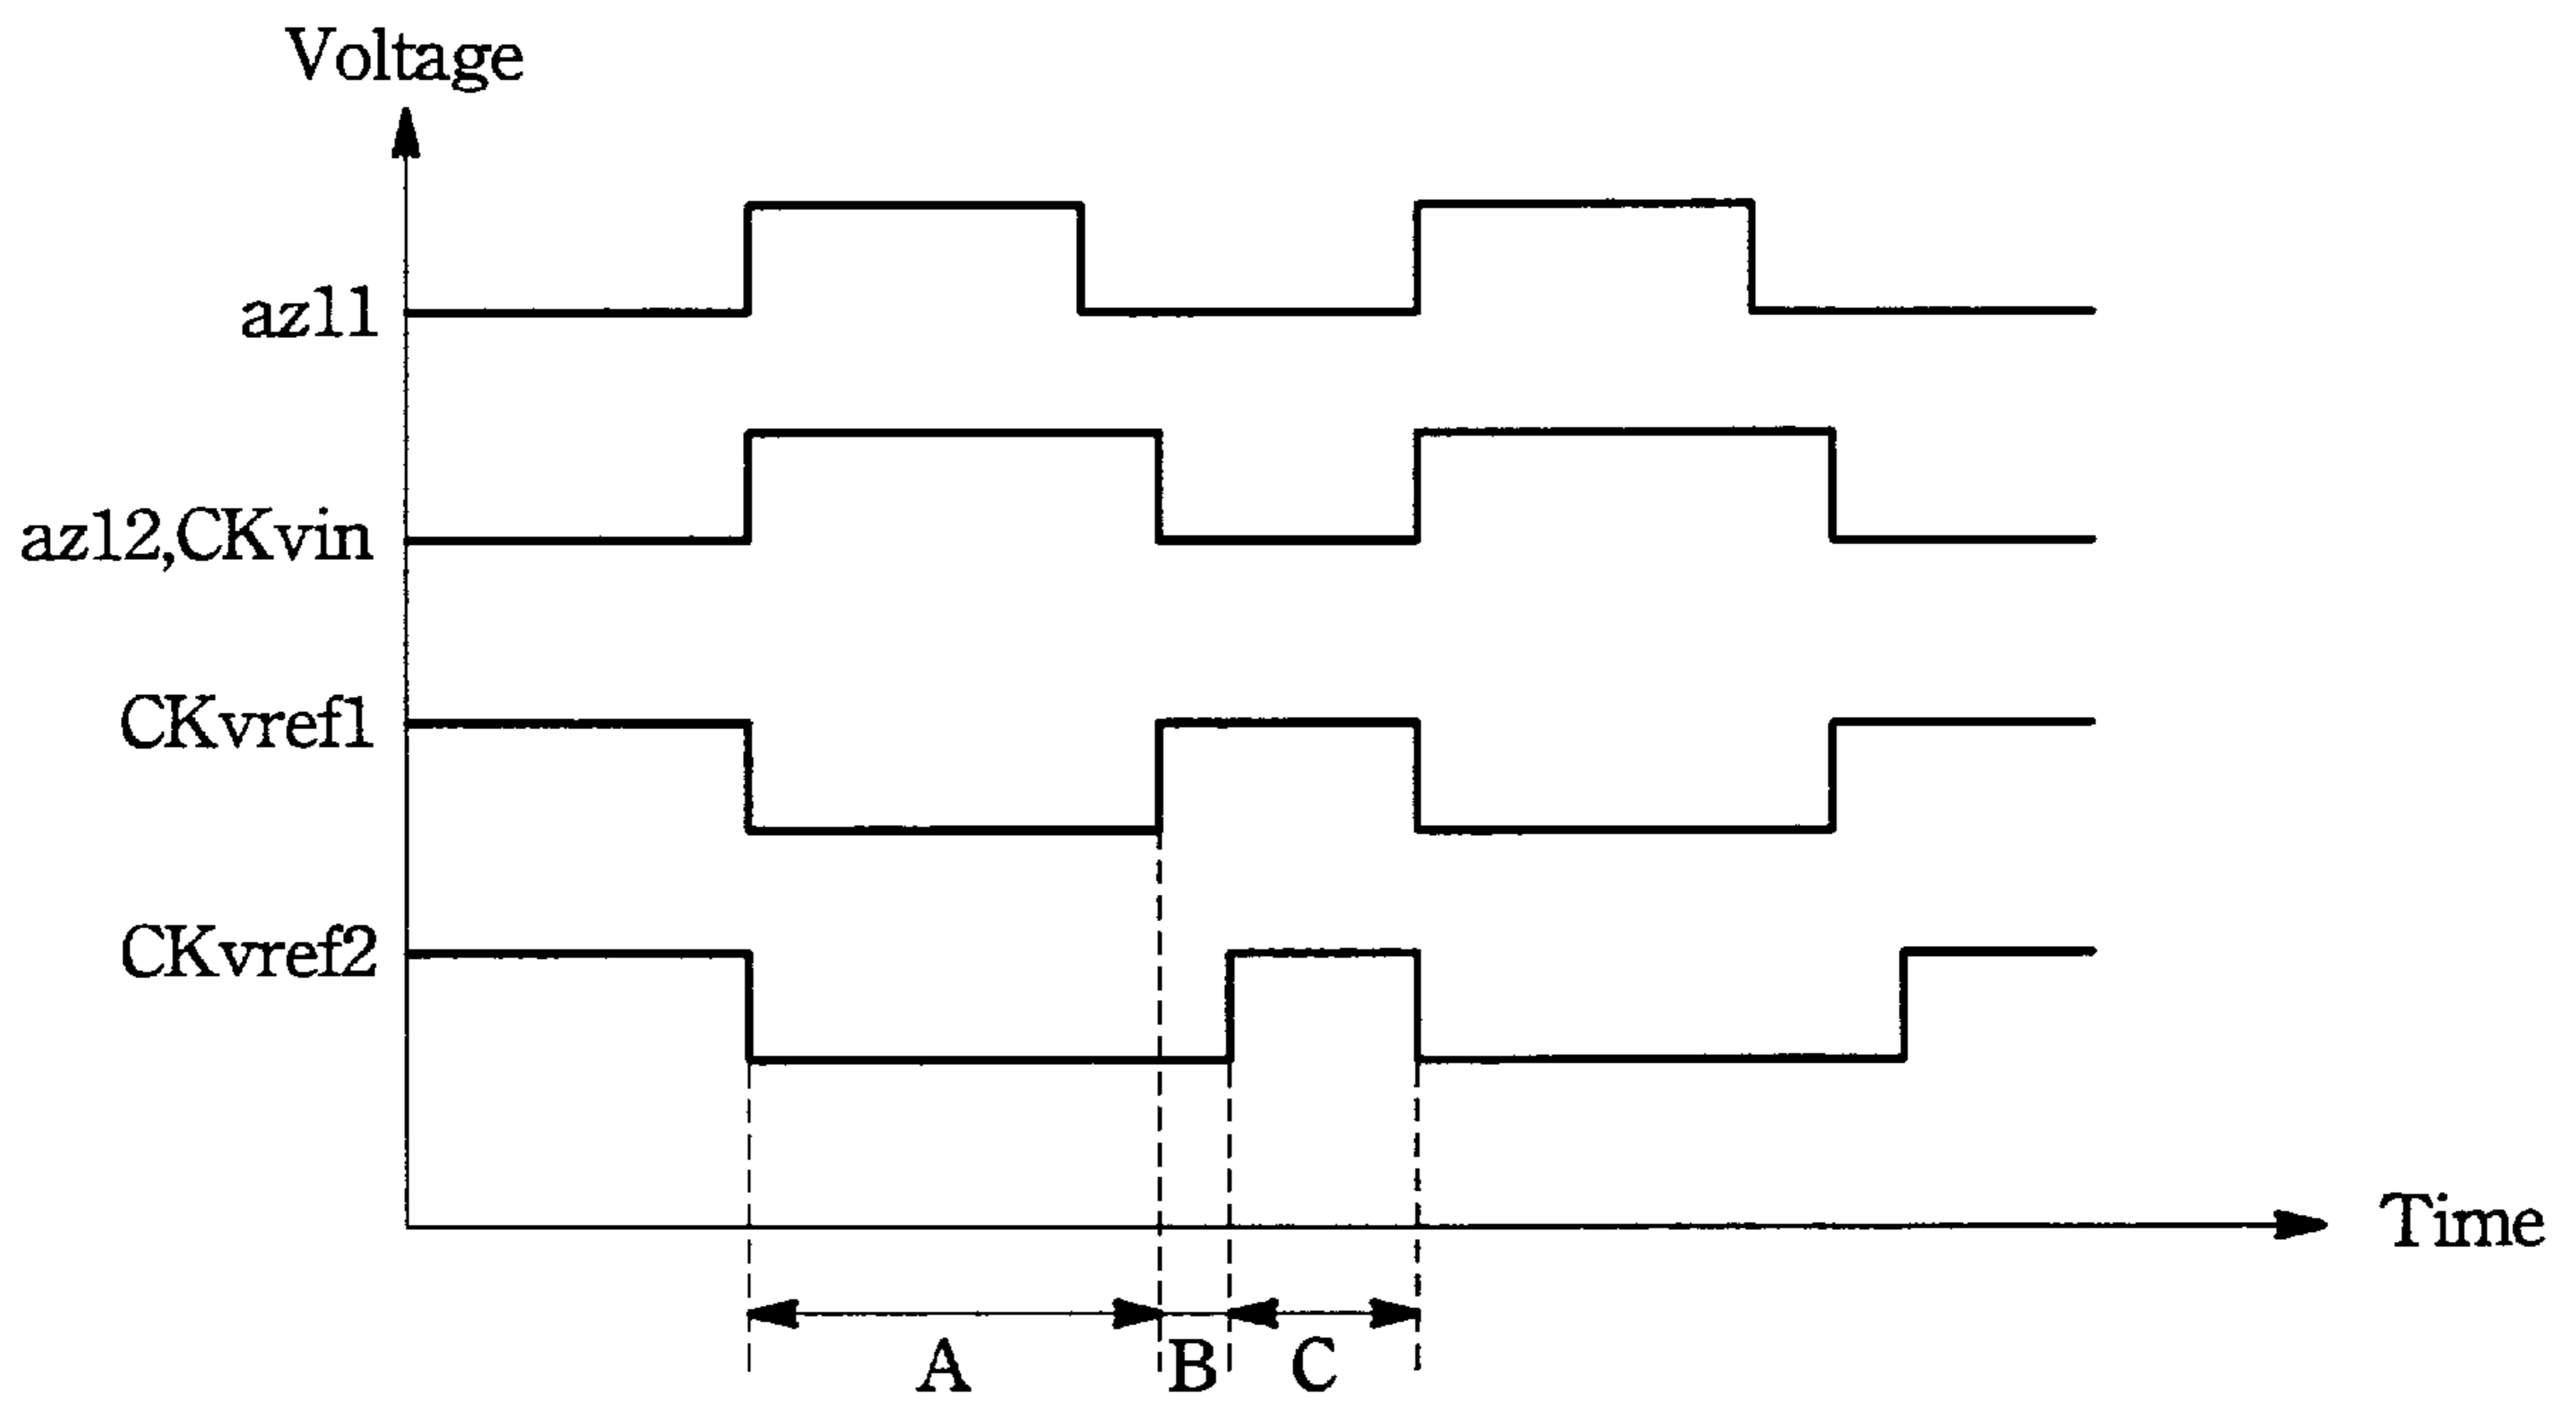 Voltage
az11
az12,CKvin
CKvref1
CKvref2
Time
A
B
C